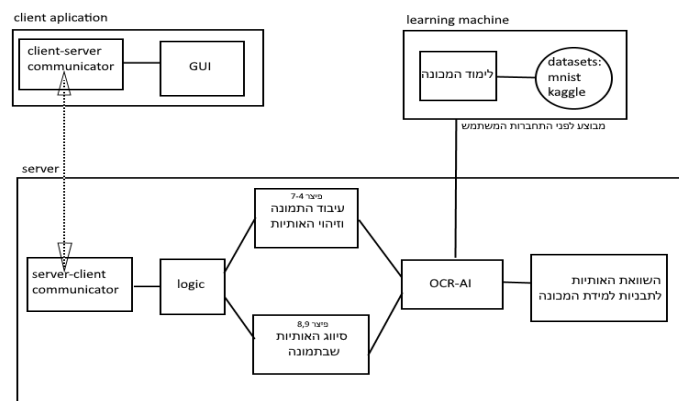 client aplication
client-server
communicator
GUI
learning machine
לימוד המכונה
datasets:
mnist
kaggle
מבוצע לפני התחברות המשתמש
server
server-client
communicator
logic
פיצר 7-4
עיבוד התמונה
וזיהוי האותיות
פיצר 8,9
סיווג האותיות
שבתמונה
OCR-AI
השוואת האותיות
לתבניות למידת המכונה